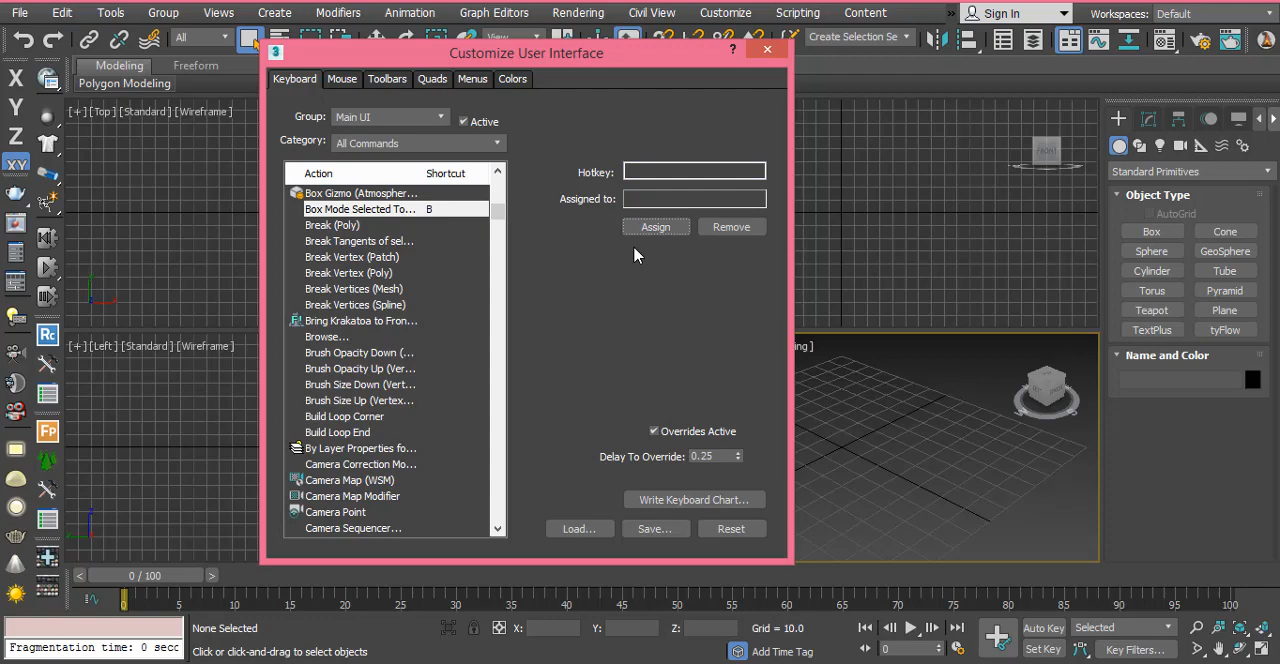 File Edit Tools Group Views Create Modifiers Animation Graph Editors Rendering Civil View Customize Scripting Content » Sign In Workspaces: Default
All View Create Selection Se
Modeling Freeform
Polygon Modeling
[+] [Top] [Standard] [Wireframe]
[+] [Left] [Standard] [Wireframe]
X
Y
Z
XY
Rc
Fp
3 Customize User Interface ?
Keyboard Mouse Toolbars Quads Menus Colors
Group: Main UI Active
Category: All Commands
Action Shortcut
Box Gizmo (Atmospher...
Box Mode Selected To... B
Break (Poly)
Break Tangents of sel...
Break Vertex (Patch)
Break Vertex (Poly)
Break Vertices (Mesh)
Break Vertices (Spline)
Bring Krakatoa to Fron...
Browse...
Brush Opacity Down (...
Brush Opacity Up (Ver...
Brush Size Down (Vert...
Brush Size Up (Vertex...
Build Loop Corner
Build Loop End
By Layer Properties fo...
Camera Correction Mo...
Camera Map (WSM)
Camera Map Modifier
Camera Point
Camera Sequencer...
Hotkey:
Assigned to:
Assign Remove
Overrides Active
Delay To Override: 0.25
Write Keyboard Chart...
Load... Save... Reset
FRONT
Standard Primitives
Object Type
AutoGrid
Box Cone
Sphere GeoSphere
Cylinder Tube
Torus Pyramid
Teapot Plane
TextPlus tyFlow
Name and Color
< 0 / 100 >
0 5 10 15 20 25 30 35 40 45 50 55 60 65 70 75 80 85 90 95 100
None Selected X: Y: Z: Grid = 10.0 Auto Key Selected
Fragmentation time: 0 secc Click or click-and-drag to select objects Add Time Tag 0 Set Key Key Filters...